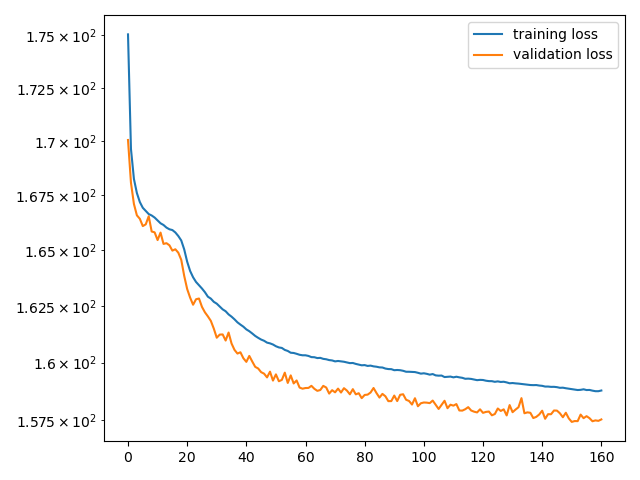 training loss
validation loss
1.75 × 10²
1.725 × 10²
1.7 × 10²
1.675 × 10²
1.65 × 10²
1.625 × 10²
1.6 × 10²
1.575 × 10²
0 20 40 60 80 100 120 140 160